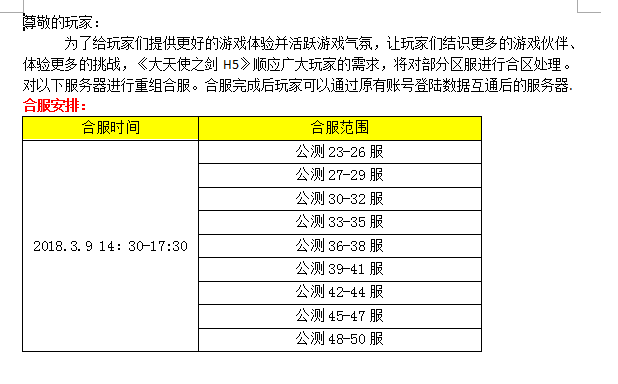 尊敬的玩家：
为了给玩家们提供更好的游戏体验并活跃游戏气氛，让玩家们结识更多的游戏伙伴、
体验更多的挑战，《大天使之剑 H5》顺应广大玩家的需求，将对部分区服进行合区处理。
对以下服务器进行重组合服。合服完成后玩家可以通过原有账号登陆数据互通后的服务器.
合服安排：
合服时间 合服范围
公测 23-26 服
公测 27-29 服
公测 30-32 服
公测 33-35 服
2018.3.9 14：30-17:30 公测 36-38 服
公测 39-41 服
公测 42-44 服
公测 45-47 服
公测 48-50 服